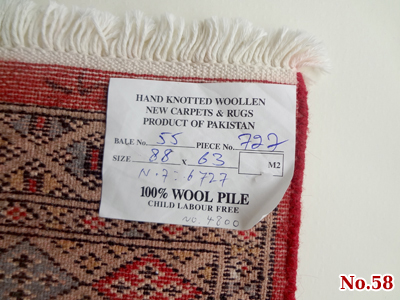 HAND KNOTTED WOOLLEN
NEW CARPETS & RUGS
PRODUCT OF PAKISTAN
BALE No. 55 PIECE No. 727
SIZE 88 x 63 M2
N.7: 6727
100% WOOL PILE
CHILD LABOUR FREE
NO. 4800
No.58